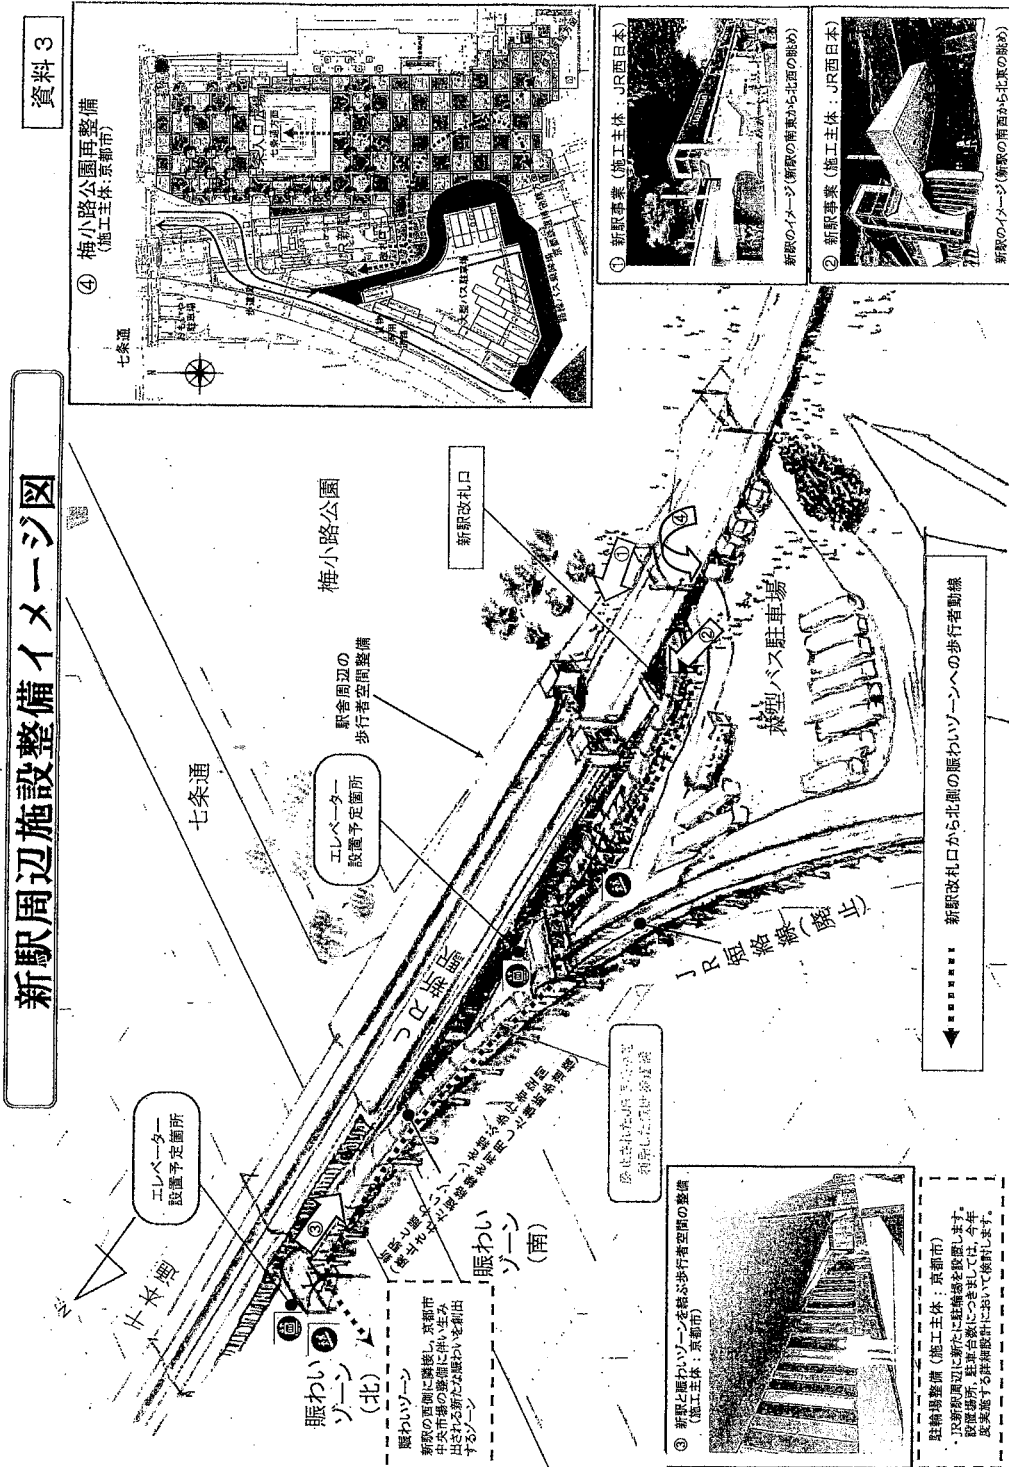 資料３
新駅周辺施設整備イメージ図
④ 梅小路公園再整備
(施工主体:京都市)
七条通
七条通方面
大型バス駐車場
① 新駅事業 (施工主体：JR西日本)
新駅のイメージ(新駅の南東から北西の眺め)
② 新駅事業 (施工主体：JR西日本)
新駅のイメージ(新駅の南西から北東の眺め)
七条通
梅小路公園
新駅改札口
駅舎周辺の
歩行者空間整備
エレベーター
設置予定箇所
エレベーター
設置予定箇所
①
②
③
④
大型バス駐車場
JR短絡線(廃止)
賑わい
ゾーン
(北)
賑わい
ゾーン
(南)
賑わいゾーン
新駅の西側に隣接し、京都市
中央市場の整備に伴い生み
出される新たな賑わいを創出
するゾーン
新駅改札口から北側の賑わいゾーンへの歩行者動線
③ 新駅と賑わいゾーンを結ぶ歩行者空間の整備
(施工主体：京都市)
駐輪場整備 (施工主体：京都市)
・JR新駅周辺に新たに駐輪場を設置します。
設置場所、駐車台数につきましては、今年
度実施する詳細設計において検討します。